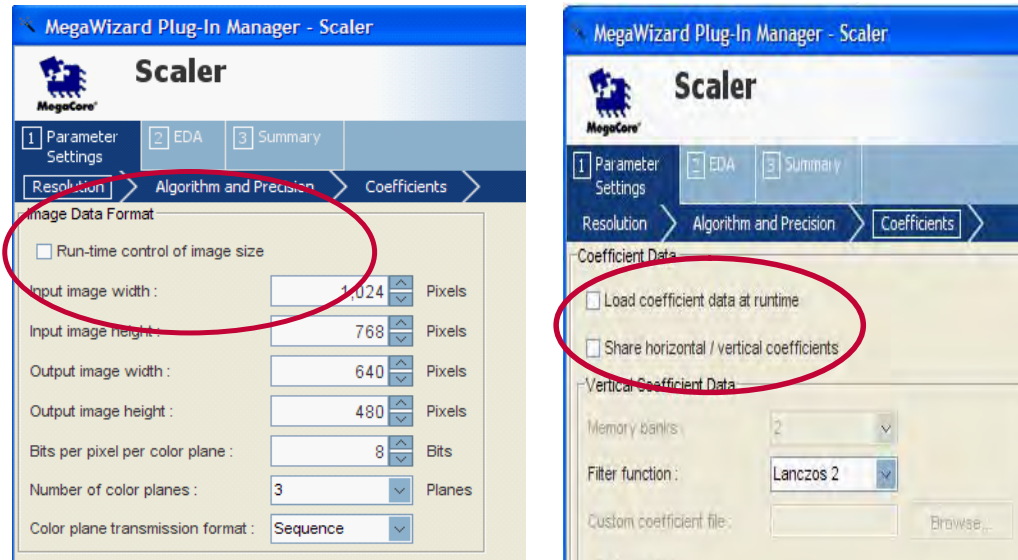 MegaWizard Plug-In Manager - Scaler
MegaCore®
Scaler
1 Parameter Settings
2 EDA
3 Summary
Resolution
Algorithm and Precision
Coefficients
Image Data Format
Run-time control of image size
Input image width : 1,024 Pixels
Input image height : 768 Pixels
Output image width : 640 Pixels
Output image height : 480 Pixels
Bits per pixel per color plane : 8 Bits
Number of color planes : 3 Planes
Color plane transmission format : Sequence
MegaWizard Plug-In Manager - Scaler
MegaCore®
Scaler
1 Parameter Settings
2 EDA
3 Summary
Resolution
Algorithm and Precision
Coefficients
Coefficient Data
Load coefficient data at runtime
Share horizontal / vertical coefficients
Vertical Coefficient Data
Memory banks : 2
Filter function : Lanczos 2
Custom coefficient file : Browse...